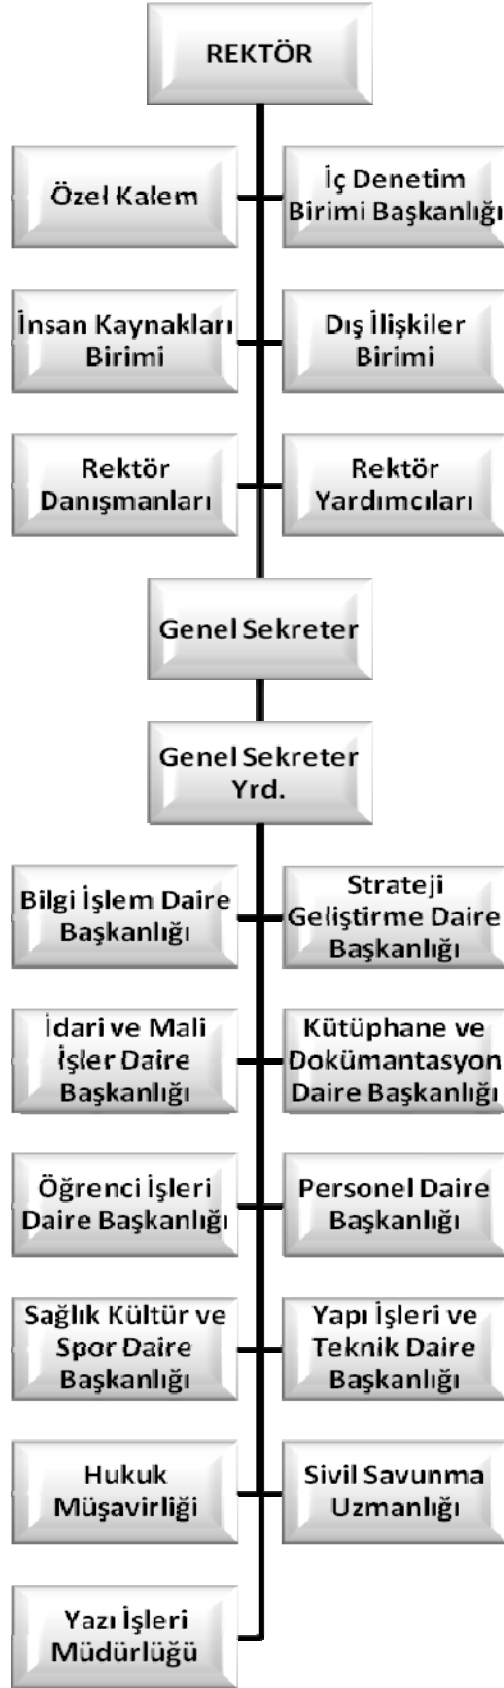 REKTÖR
Özel Kalem
İç Denetim
Birimi Başkanlığı
İnsan Kaynakları
Birimi
Dış İlişkiler
Birimi
Rektör
Danışmanları
Rektör
Yardımcıları
Genel Sekreter
Genel Sekreter
Yrd.
Bilgi İşlem Daire
Başkanlığı
Strateji
Geliştirme Daire
Başkanlığı
İdari ve Mali
İşler Daire
Başkanlığı
Kütüphane ve
Dokümantasyon
Daire Başkanlığı
Öğrenci İşleri
Daire Başkanlığı
Personel Daire
Başkanlığı
Sağlık Kültür ve
Spor Daire
Başkanlığı
Yapı İşleri ve
Teknik Daire
Başkanlığı
Hukuk
Müşavirliği
Sivil Savunma
Uzmanlığı
Yazı İşleri
Müdürlüğü